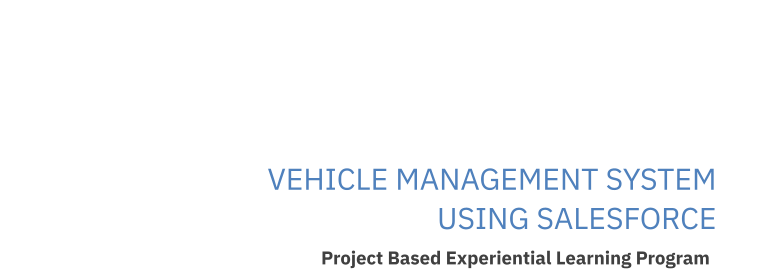 VEHICLE MANAGEMENT SYSTEM
USING SALESFORCE
Project Based Experiential Learning Program